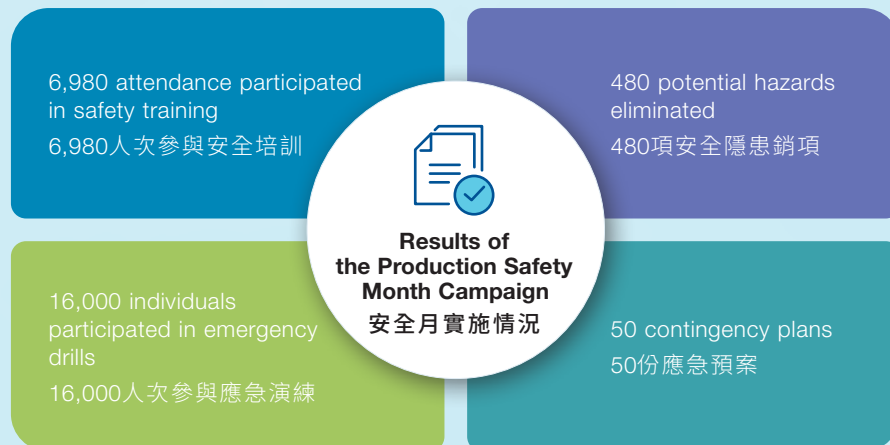 6,980 attendance participated
in safety training
6,980人次參與安全培訓
480 potential hazards
eliminated
480項安全隱患銷項
Results of
the Production Safety
Month Campaign
安全月實施情況
16,000 individuals
participated in emergency
drills
16,000人次參與應急演練
50 contingency plans
50份應急預案